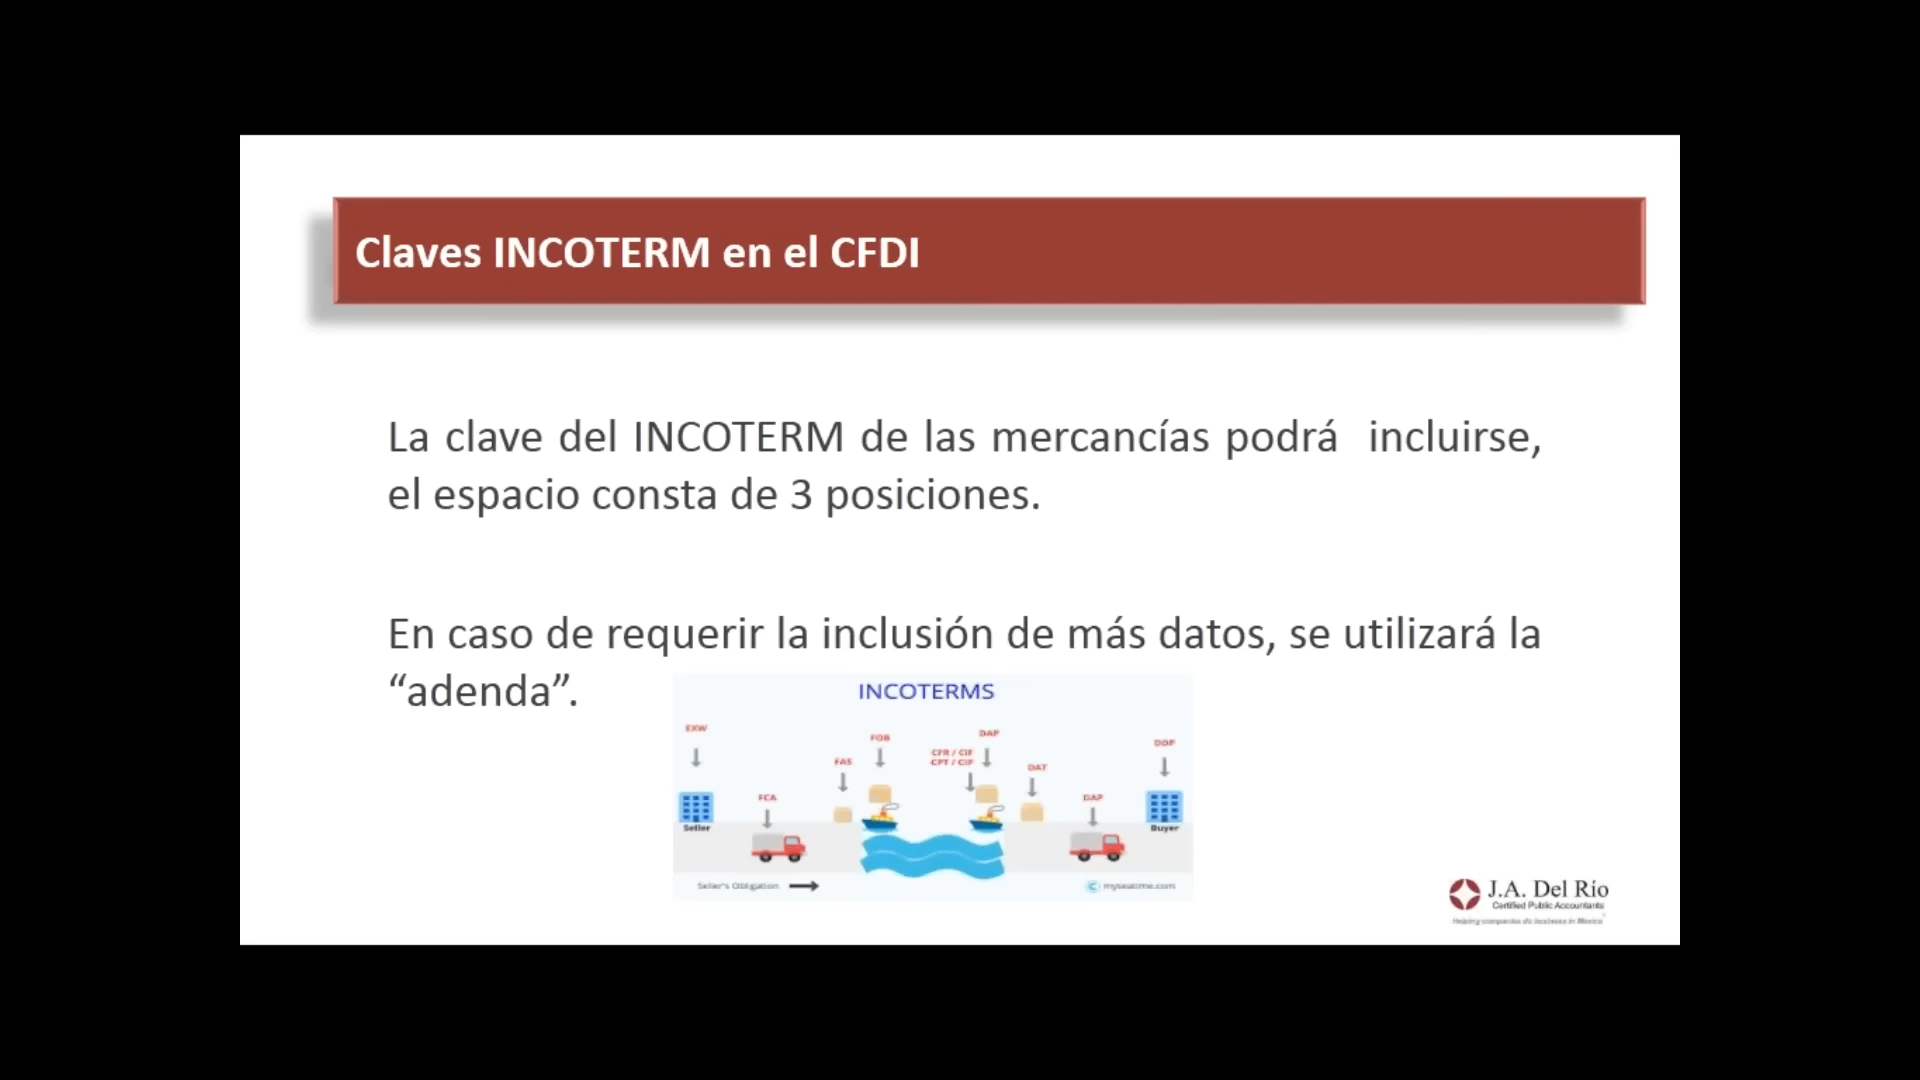 Claves INCOTERM en el CFDI
La clave del INCOTERM de las mercancías podrá incluirse,
el espacio consta de 3 posiciones.
En caso de requerir la inclusión de más datos, se utilizará la
“adenda”.
INCOTERMS
EXW
FOB
DAP
DDP
CFR / CIF
CPT / CIP
FAS
DAT
FCA
DAP
Seller
Buyer
Seller's Obligation
myseatime.com
J.A. Del Río
Certified Public Accountants
Helping companies do business in Mexico